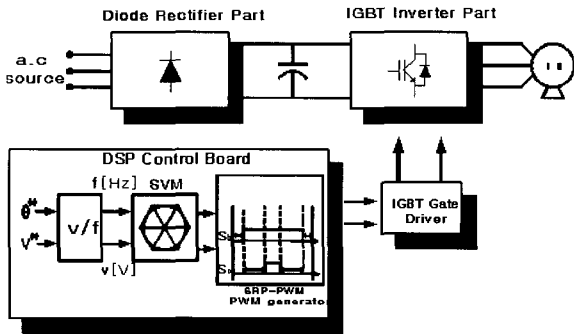 Diode Rectifier Part
IGBT Inverter Part
a.c
source
DSP Control Board
f[Hz]
SVM
θ*
V*
v/f
v[V]
PWM generator
IGBT Gate
Driver